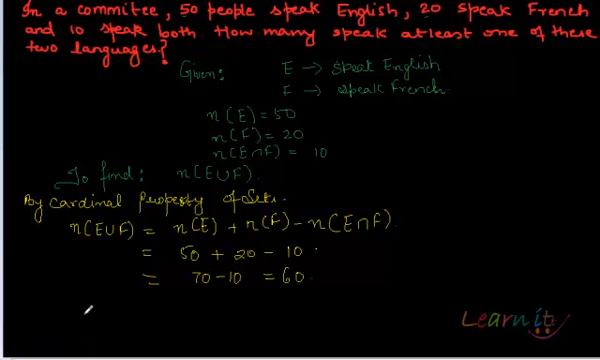 In a commitee, 50 people speak English, 20 speak French
and 10 speak both How many speak atleast one of these
two languages?
Given: E → speak English
F → speak French.
n(E) = 50
n(F) = 20
n(E∩F) = 10
To find: n(E∪F).
By Cardinal Property of Sets.
n(E∪F) = n(E) + n(F) - n(E∩F).
= 50 + 20 - 10 .
= 70-10 = 60.
Learnit